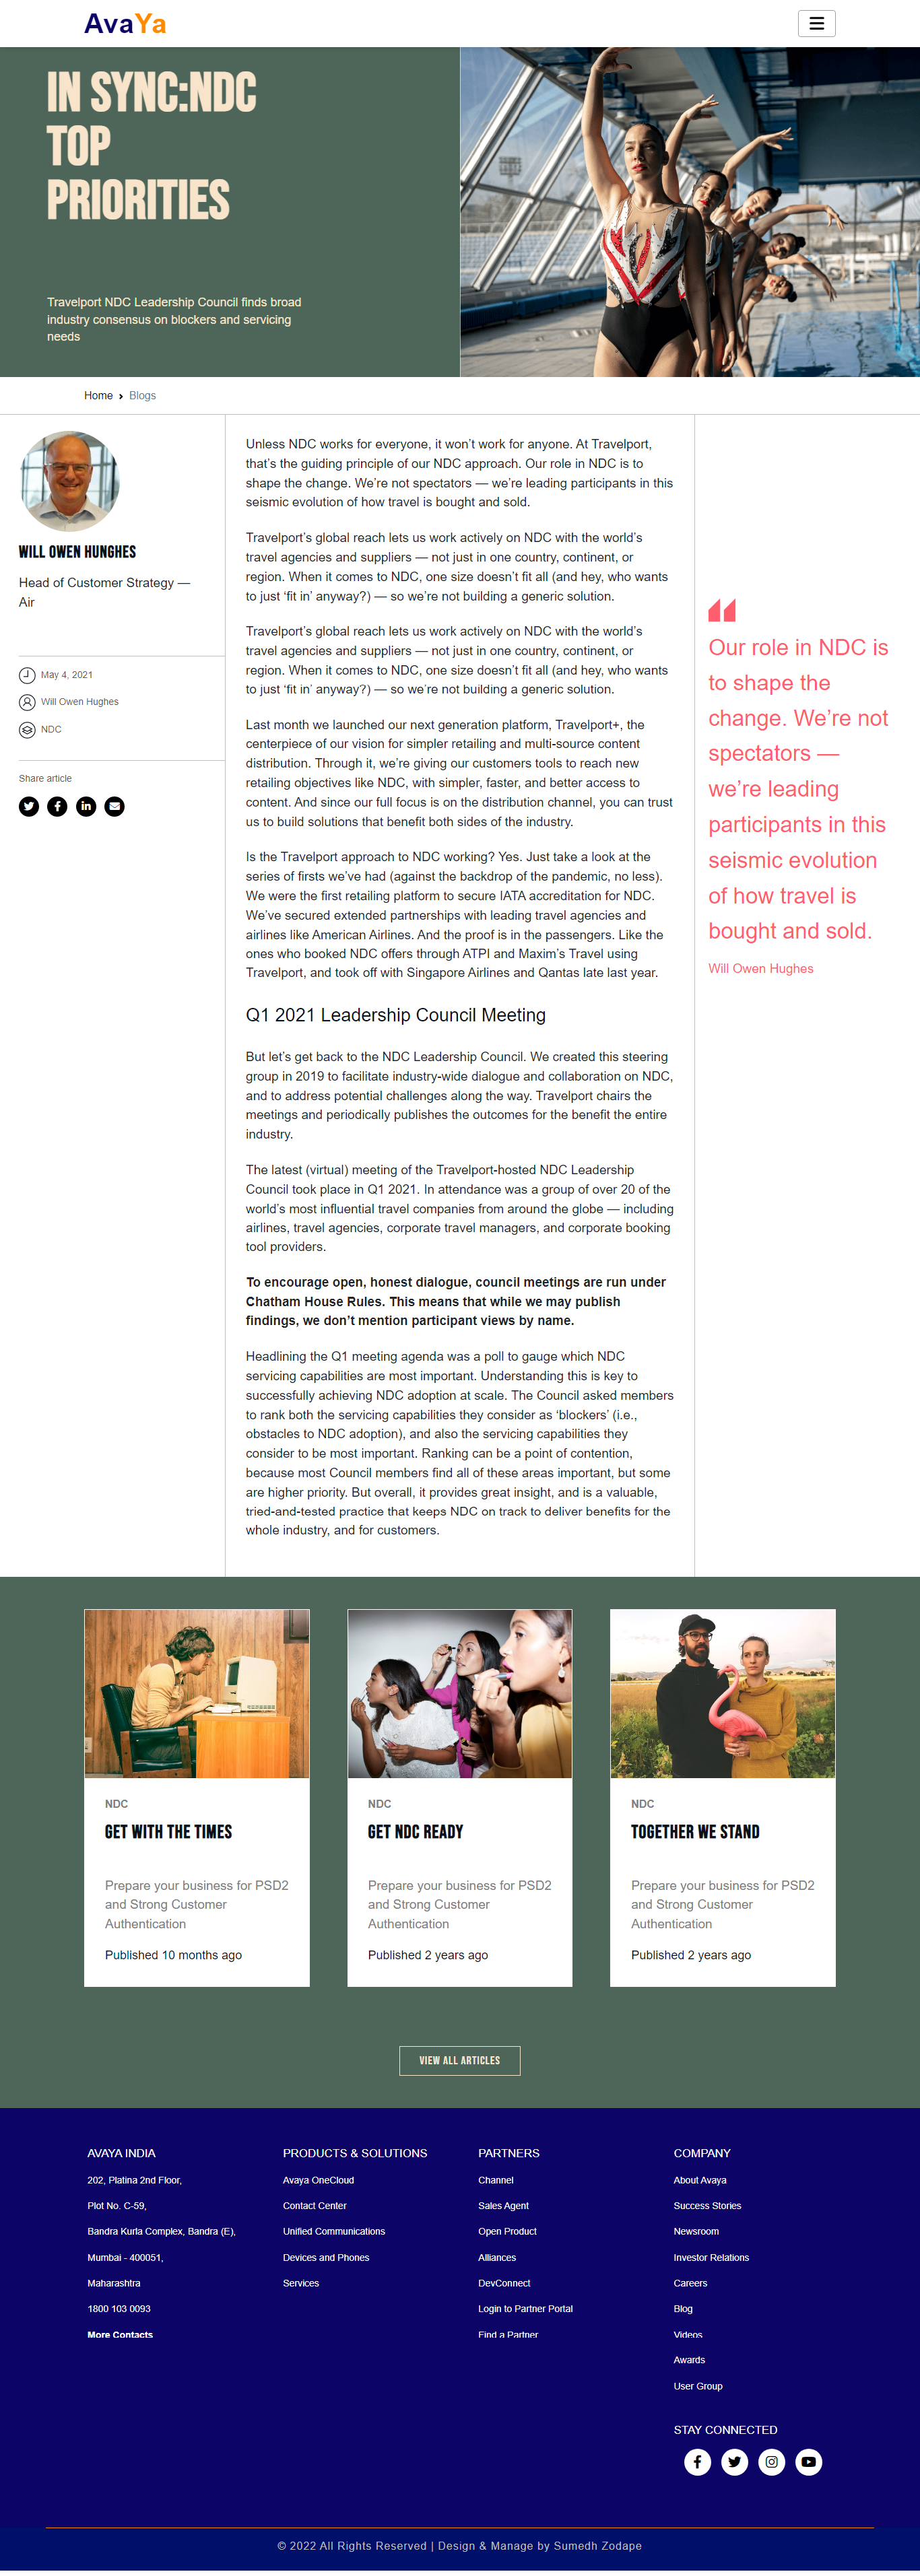 AvaYa
IN SYNC:NDC
TOP
PRIORITIES
Travelport NDC Leadership Council finds broad
industry consensus on blockers and servicing
needs
Home › Blogs
WILL OWEN HUNGHES
Head of Customer Strategy —
Air
May 4, 2021
Will Owen Hughes
NDC
Share article
Unless NDC works for everyone, it won’t work for anyone. At Travelport,
that’s the guiding principle of our NDC approach. Our role in NDC is to
shape the change. We’re not spectators — we’re leading participants in this
seismic evolution of how travel is bought and sold.
Travelport’s global reach lets us work actively on NDC with the world’s
travel agencies and suppliers — not just in one country, continent, or
region. When it comes to NDC, one size doesn’t fit all (and hey, who wants
to just ‘fit in’ anyway?) — so we’re not building a generic solution.
Travelport’s global reach lets us work actively on NDC with the world’s
travel agencies and suppliers — not just in one country, continent, or
region. When it comes to NDC, one size doesn’t fit all (and hey, who wants
to just ‘fit in’ anyway?) — so we’re not building a generic solution.
Last month we launched our next generation platform, Travelport+, the
centerpiece of our vision for simpler retailing and multi-source content
distribution. Through it, we’re giving our customers tools to reach new
retailing objectives like NDC, with simpler, faster, and better access to
content. And since our full focus is on the distribution channel, you can trust
us to build solutions that benefit both sides of the industry.
Is the Travelport approach to NDC working? Yes. Just take a look at the
series of firsts we’ve had (against the backdrop of the pandemic, no less).
We were the first retailing platform to secure IATA accreditation for NDC.
We’ve secured extended partnerships with leading travel agencies and
airlines like American Airlines. And the proof is in the passengers. Like the
ones who booked NDC offers through ATPI and Maxim’s Travel using
Travelport, and took off with Singapore Airlines and Qantas late last year.
Q1 2021 Leadership Council Meeting
But let’s get back to the NDC Leadership Council. We created this steering
group in 2019 to facilitate industry-wide dialogue and collaboration on NDC,
and to address potential challenges along the way. Travelport chairs the
meetings and periodically publishes the outcomes for the benefit the entire
industry.
The latest (virtual) meeting of the Travelport-hosted NDC Leadership
Council took place in Q1 2021. In attendance was a group of over 20 of the
world’s most influential travel companies from around the globe — including
airlines, travel agencies, corporate travel managers, and corporate booking
tool providers.
To encourage open, honest dialogue, council meetings are run under
Chatham House Rules. This means that while we may publish
findings, we don’t mention participant views by name.
Headlining the Q1 meeting agenda was a poll to gauge which NDC
servicing capabilities are most important. Understanding this is key to
successfully achieving NDC adoption at scale. The Council asked members
to rank both the servicing capabilities they consider as ‘blockers’ (i.e.,
obstacles to NDC adoption), and also the servicing capabilities they
consider to be most important. Ranking can be a point of contention,
because most Council members find all of these areas important, but some
are higher priority. But overall, it provides great insight, and is a valuable,
tried-and-tested practice that keeps NDC on track to deliver benefits for the
whole industry, and for customers.
Our role in NDC is
to shape the
change. We’re not
spectators —
we’re leading
participants in this
seismic evolution
of how travel is
bought and sold.
Will Owen Hughes
NDC
GET WITH THE TIMES
Prepare your business for PSD2
and Strong Customer
Authentication
Published 10 months ago
NDC
GET NDC READY
Prepare your business for PSD2
and Strong Customer
Authentication
Published 2 years ago
NDC
TOGETHER WE STAND
Prepare your business for PSD2
and Strong Customer
Authentication
Published 2 years ago
VIEW ALL ARTICLES
AVAYA INDIA
202, Platina 2nd Floor,
Plot No. C-59,
Bandra Kurla Complex, Bandra (E),
Mumbai - 400051,
Maharashtra
1800 103 0093
More Contacts
PRODUCTS & SOLUTIONS
Avaya OneCloud
Contact Center
Unified Communications
Devices and Phones
Services
PARTNERS
Channel
Sales Agent
Open Product
Alliances
DevConnect
Login to Partner Portal
Find a Partner
COMPANY
About Avaya
Success Stories
Newsroom
Investor Relations
Careers
Blog
Videos
Awards
User Group
STAY CONNECTED
© 2022 All Rights Reserved | Design & Manage by Sumedh Zodape